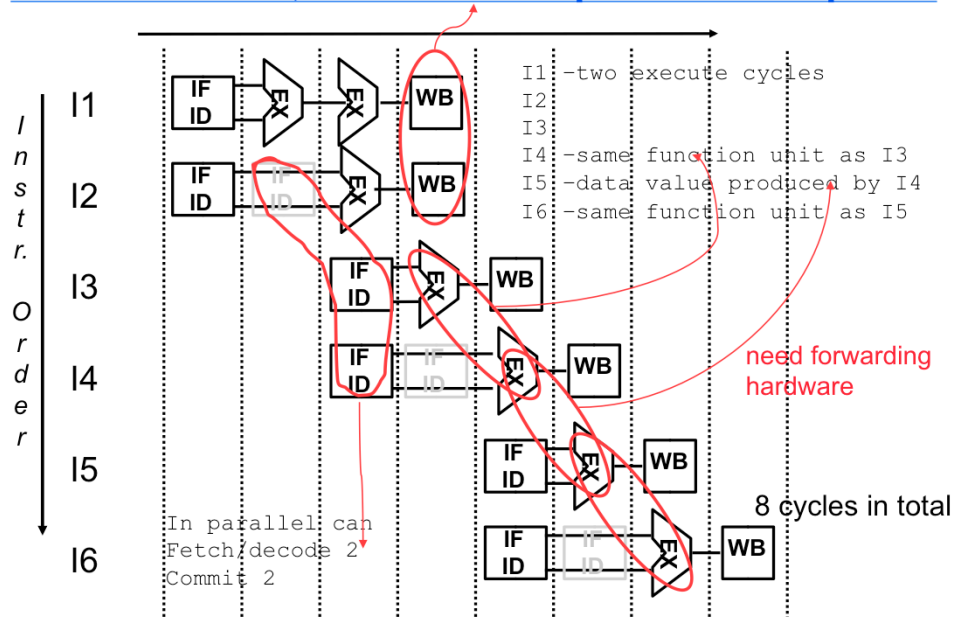 I1 –two execute cycles
I2
I3
I4 –same function unit as I3
I5 –data value produced by I4
I6 –same function unit as I5
Instr. Order
I1
IF
ID
EX
EX
WB
I2
IF
ID
IF
ID
EX
WB
I3
IF
ID
EX
WB
I4
IF
ID
IF
ID
EX
WB
need forwarding
hardware
I5
IF
ID
EX
WB
8 cycles in total
I6
IF
ID
IF
ID
EX
WB
In parallel can
Fetch/decode 2
Commit 2